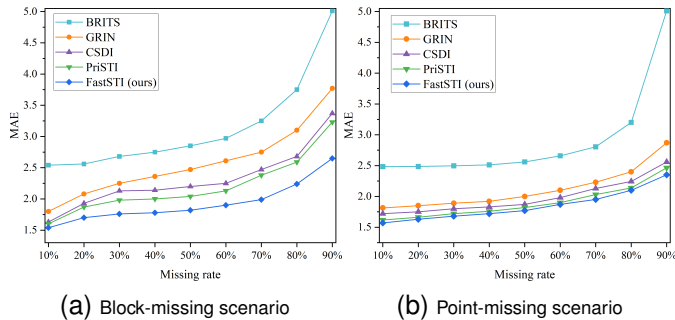 BRITS
GRIN
CSDI
PriSTI
FastSTI (ours)
MAE
5.0
4.5
4.0
3.5
3.0
2.5
2.0
1.5
10% 20% 30% 40% 50% 60% 70% 80% 90%
Missing rate
(a) Block-missing scenario
BRITS
GRIN
CSDI
PriSTI
FastSTI (ours)
MAE
5.0
4.5
4.0
3.5
3.0
2.5
2.0
1.5
10% 20% 30% 40% 50% 60% 70% 80% 90%
Missing rate
(b) Point-missing scenario